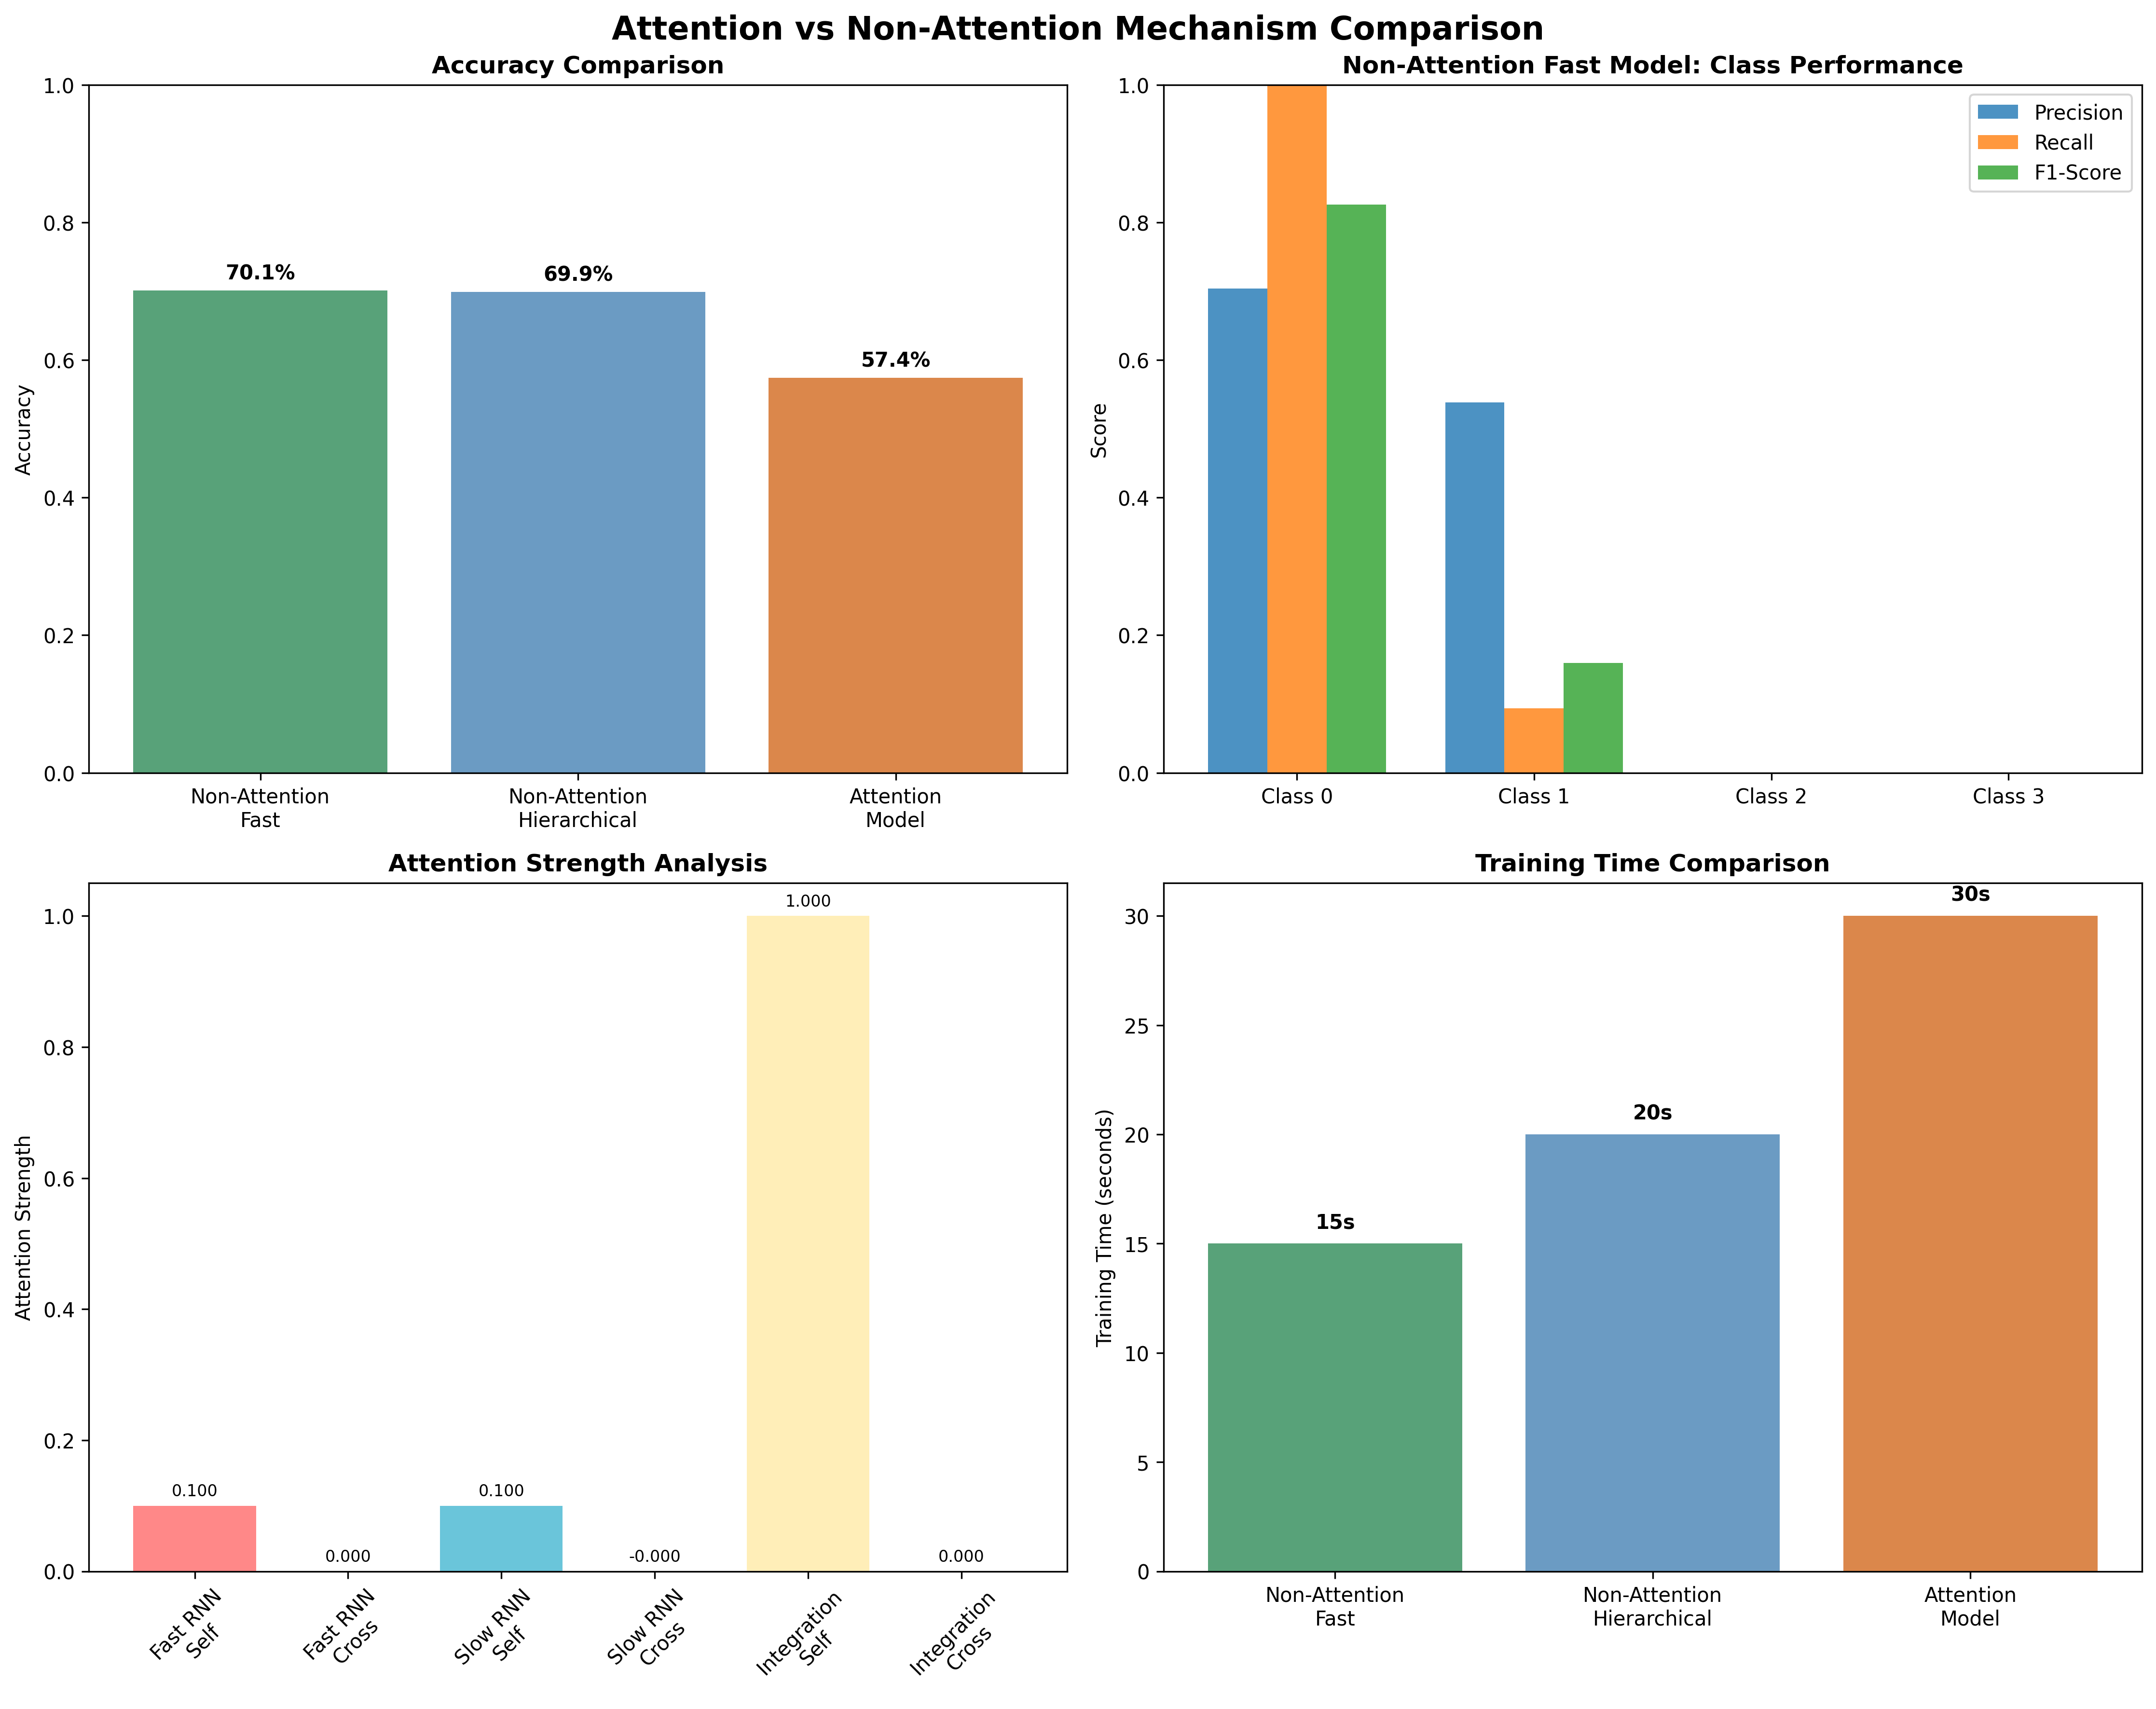 Attention vs Non-Attention Mechanism Comparison
Accuracy Comparison
1.0
0.8
0.6
0.4
0.2
0.0
Accuracy
70.1%
69.9%
57.4%
Non-Attention
Fast
Non-Attention
Hierarchical
Attention
Model
Non-Attention Fast Model: Class Performance
1.0
0.8
0.6
0.4
0.2
0.0
Score
Precision
Recall
F1-Score
Class 0
Class 1
Class 2
Class 3
Attention Strength Analysis
1.0
0.8
0.6
0.4
0.2
0.0
Attention Strength
0.100
0.000
0.100
-0.000
1.000
0.000
Fast RNN
Self
Fast RNN
Cross
Slow RNN
Self
Slow RNN
Cross
Integration
Self
Integration
Cross
Training Time Comparison
30
25
20
15
10
5
0
Training Time (seconds)
15s
20s
30s
Non-Attention
Fast
Non-Attention
Hierarchical
Attention
Model